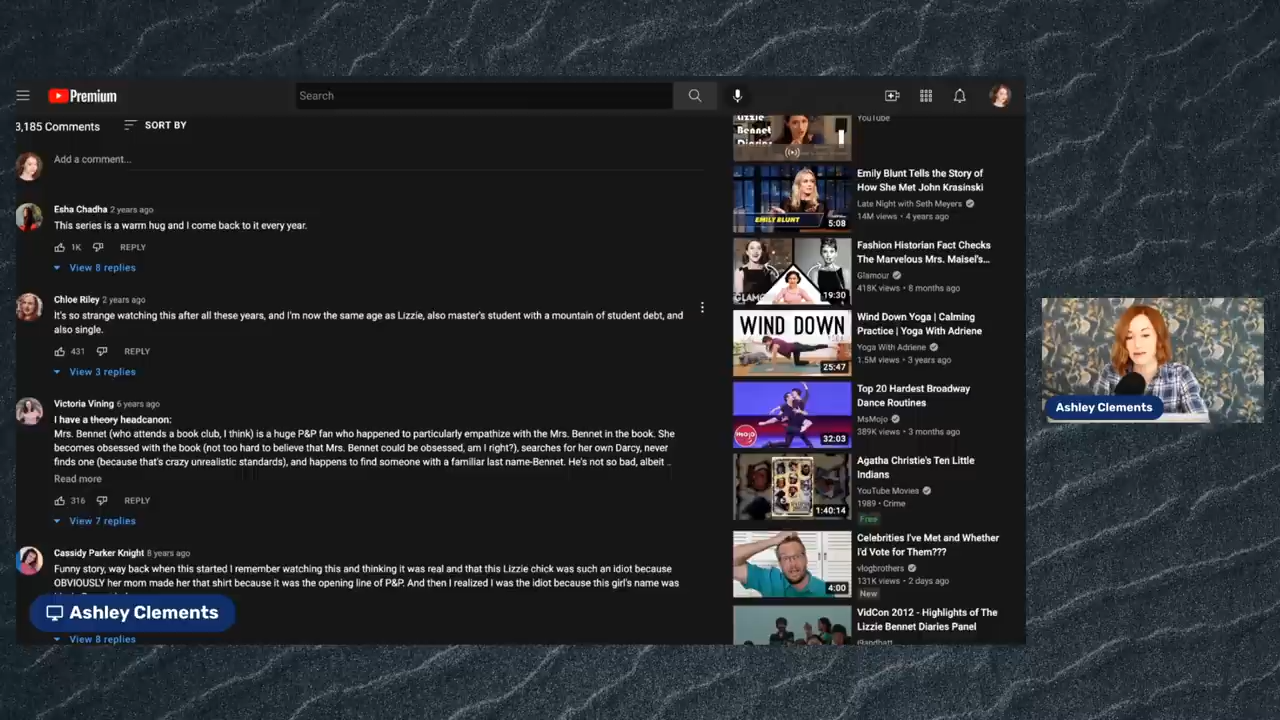 Premium
Search
3,185 Comments
SORT BY
Add a comment...
Esha Chadha 2 years ago
This series is a warm hug and I come back to it every year.
1K REPLY
View 8 replies
Chloe Riley 2 years ago
It's so strange watching this after all these years, and I'm now the same age as Lizzie, also master's student with a mountain of student debt, and
also single.
431 REPLY
View 3 replies
Victoria Vining 6 years ago
I have a theory headcanon:
Mrs. Bennet (who attends a book club, I think) is a huge P&P fan who happened to particularly empathize with the Mrs. Bennet in the book. She
becomes obsessed with the book (not too hard to believe that Mrs. Bennet could be obsessed, am I right?), searches for her own Darcy, never
finds one (because that's crazy unrealistic standards), and happens to find someone with a familiar last name-Bennet. He's not so bad, albeit ..
Read more
316 REPLY
View 7 replies
Cassidy Parker Knight 8 years ago
Funny story, way back when this started I remember watching this and thinking it was real and that this Lizzie chick was such an idiot because
OBVIOUSLY her mom made her that shirt because it was the opening line of P&P. And then I realized I was the idiot because this girl's name was
Ashley Clements
View 8 replies
Lizzie
Bennet
Diaries
YouTube
EMILY BLUNT
5:08
Emily Blunt Tells the Story of
How She Met John Krasinski
Late Night with Seth Meyers
14M views • 4 years ago
GLAMO
19:30
Fashion Historian Fact Checks
The Marvelous Mrs. Maisel's...
Glamour
418K views • 8 months ago
WIND DOWN
25:47
Wind Down Yoga | Calming
Practice | Yoga With Adriene
Yoga With Adriene
1.5M views • 3 years ago
mojo
32:03
Top 20 Hardest Broadway
Dance Routines
MsMojo
389K views • 3 months ago
1:40:14
Agatha Christie's Ten Little
Indians
YouTube Movies
1989 • Crime
Free
4:00
Celebrities I've Met and Whether
I'd Vote for Them???
vlogbrothers
131K views • 2 days ago
New
VidCon 2012 - Highlights of The
Lizzie Bennet Diaries Panel
Ashley Clements